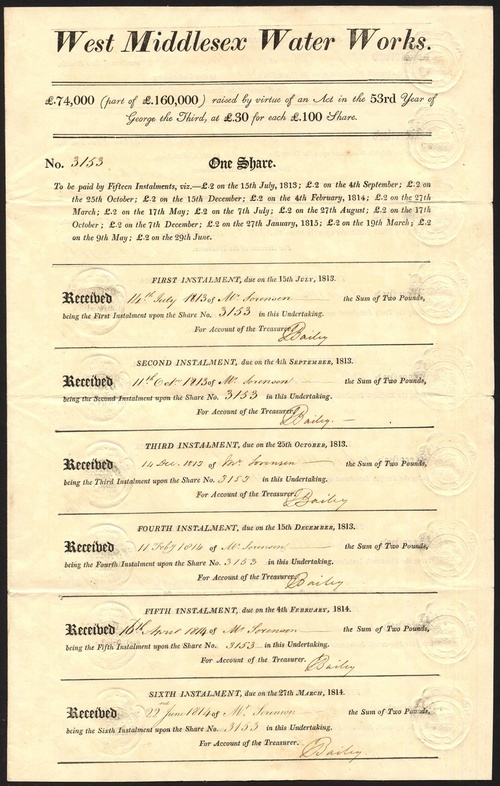 West Middlesex Water Works.
£.74,000 (part of £.160,000) raised by virtue of an Act in the 53rd Year of
George the Third, at £.30 for each £.100 Share.
No. 3153 One Share.
To be paid by Fifteen Instalments, viz.—£.2 on the 15th July, 1813; £.2 on the 4th September; £.2 on
the 25th October; £.2 on the 15th December; £.2 on the 4th February, 1814; £.2 on the 27th
March; £.2 on the 17th May; £.2 on the 7th July; £.2 on the 27th August; £.2 on the 17th
October; £.2 on the 7th December; £.2 on the 27th January, 1815; £.2 on the 19th March; £.2
on the 9th May; £.2 on the 29th June.
FIRST INSTALMENT, due on the 15th July, 1813.
Received 14th July 1813 of Mr Sorenson the Sum of Two Pounds,
being the First Instalment upon the Share No. 3153 in this Undertaking.
For Account of the Treasurer,
Bailey
SECOND INSTALMENT, due on the 4th September, 1813.
Received 11th Octr 1813 of Mr Sorenson the Sum of Two Pounds,
being the Second Instalment upon the Share No. 3153 in this Undertaking.
For Account of the Treasurer,
Bailey.
THIRD INSTALMENT, due on the 25th October, 1813.
Received 14 Dec. 1813 of Mr Sorenson the Sum of Two Pounds,
being the Third Instalment upon the Share No. 3153 in this Undertaking.
For Account of the Treasurer,
Bailey
FOURTH INSTALMENT, due on the 15th December, 1813.
Received 11 Feby 1814 of Mr Sorenson the Sum of Two Pounds,
being the Fourth Instalment upon the Share No. 3153 in this Undertaking.
For Account of the Treasurer,
Bailey
FIFTH INSTALMENT, due on the 4th February, 1814.
Received 16th April 1814 of Mr Sorenson the Sum of Two Pounds,
being the Fifth Instalment upon the Share No. 3153 in this Undertaking.
For Account of the Treasurer.
Bailey
SIXTH INSTALMENT, due on the 27th March, 1814.
Received 22nd June 1814 of Mr Sorenson the Sum of Two Pounds,
being the Sixth Instalment upon the Share No. 3153 in this Undertaking.
For Account of the Treasurer.
Bailey